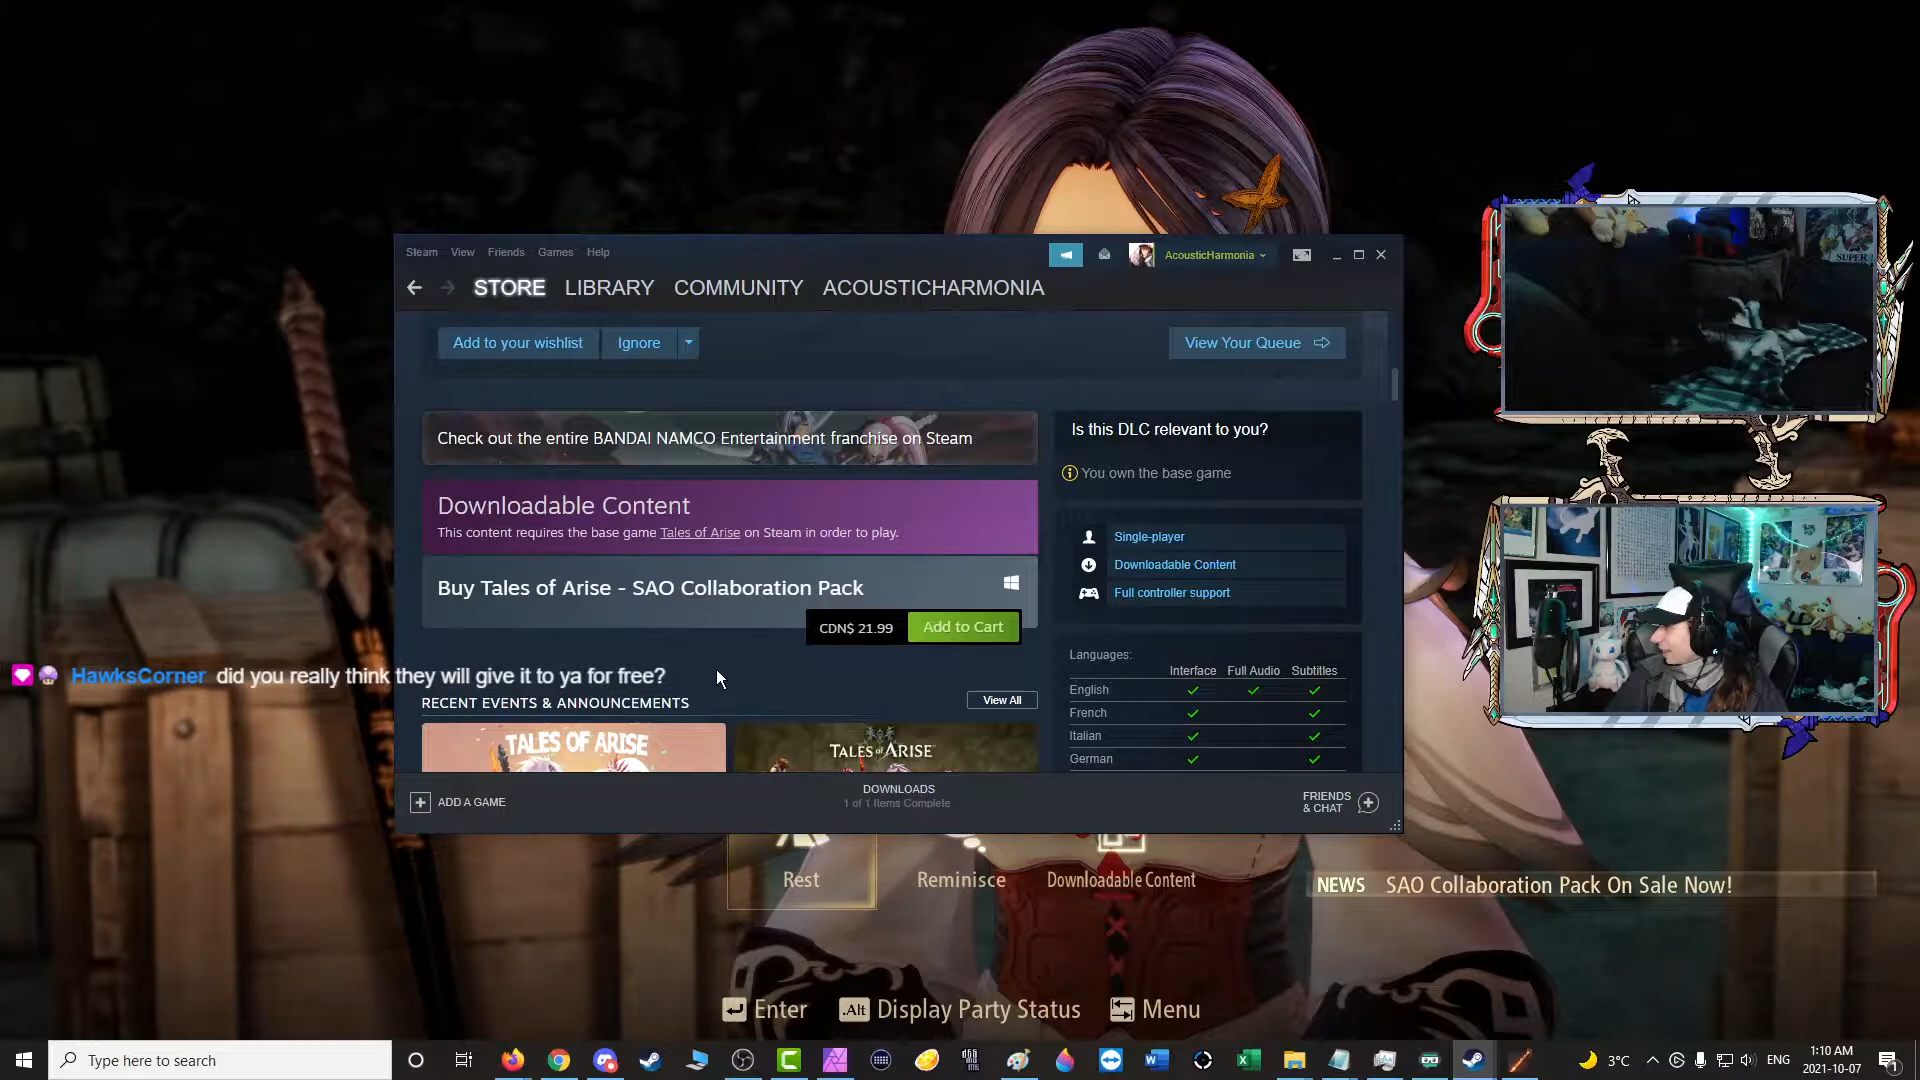 Steam View Friends Games Help
AcousticHarmonia
STORE LIBRARY COMMUNITY ACOUSTICHARMONIA
Add to your wishlist Ignore
View Your Queue
Check out the entire BANDAI NAMCO Entertainment franchise on Steam
Is this DLC relevant to you?
You own the base game
Downloadable Content
This content requires the base game Tales of Arise on Steam in order to play.
Single-player
Downloadable Content
Full controller support
Buy Tales of Arise - SAO Collaboration Pack
CDN$ 21.99 Add to Cart
Languages:
Interface Full Audio Subtitles
English
French
Italian
German
HawksCorner did you really think they will give it to ya for free?
RECENT EVENTS & ANNOUNCEMENTS View All
TALES OF ARISE
TALES OF ARISE
ADD A GAME
DOWNLOADS
1 of 1 Items Complete
FRIENDS
& CHAT
SUPER
Rest Reminisce Downloadable Content
NEWS SAO Collaboration Pack On Sale Now!
Enter .Alt Display Party Status Menu
Type here to search
3°C ENG
1:10 AM
2021-10-07